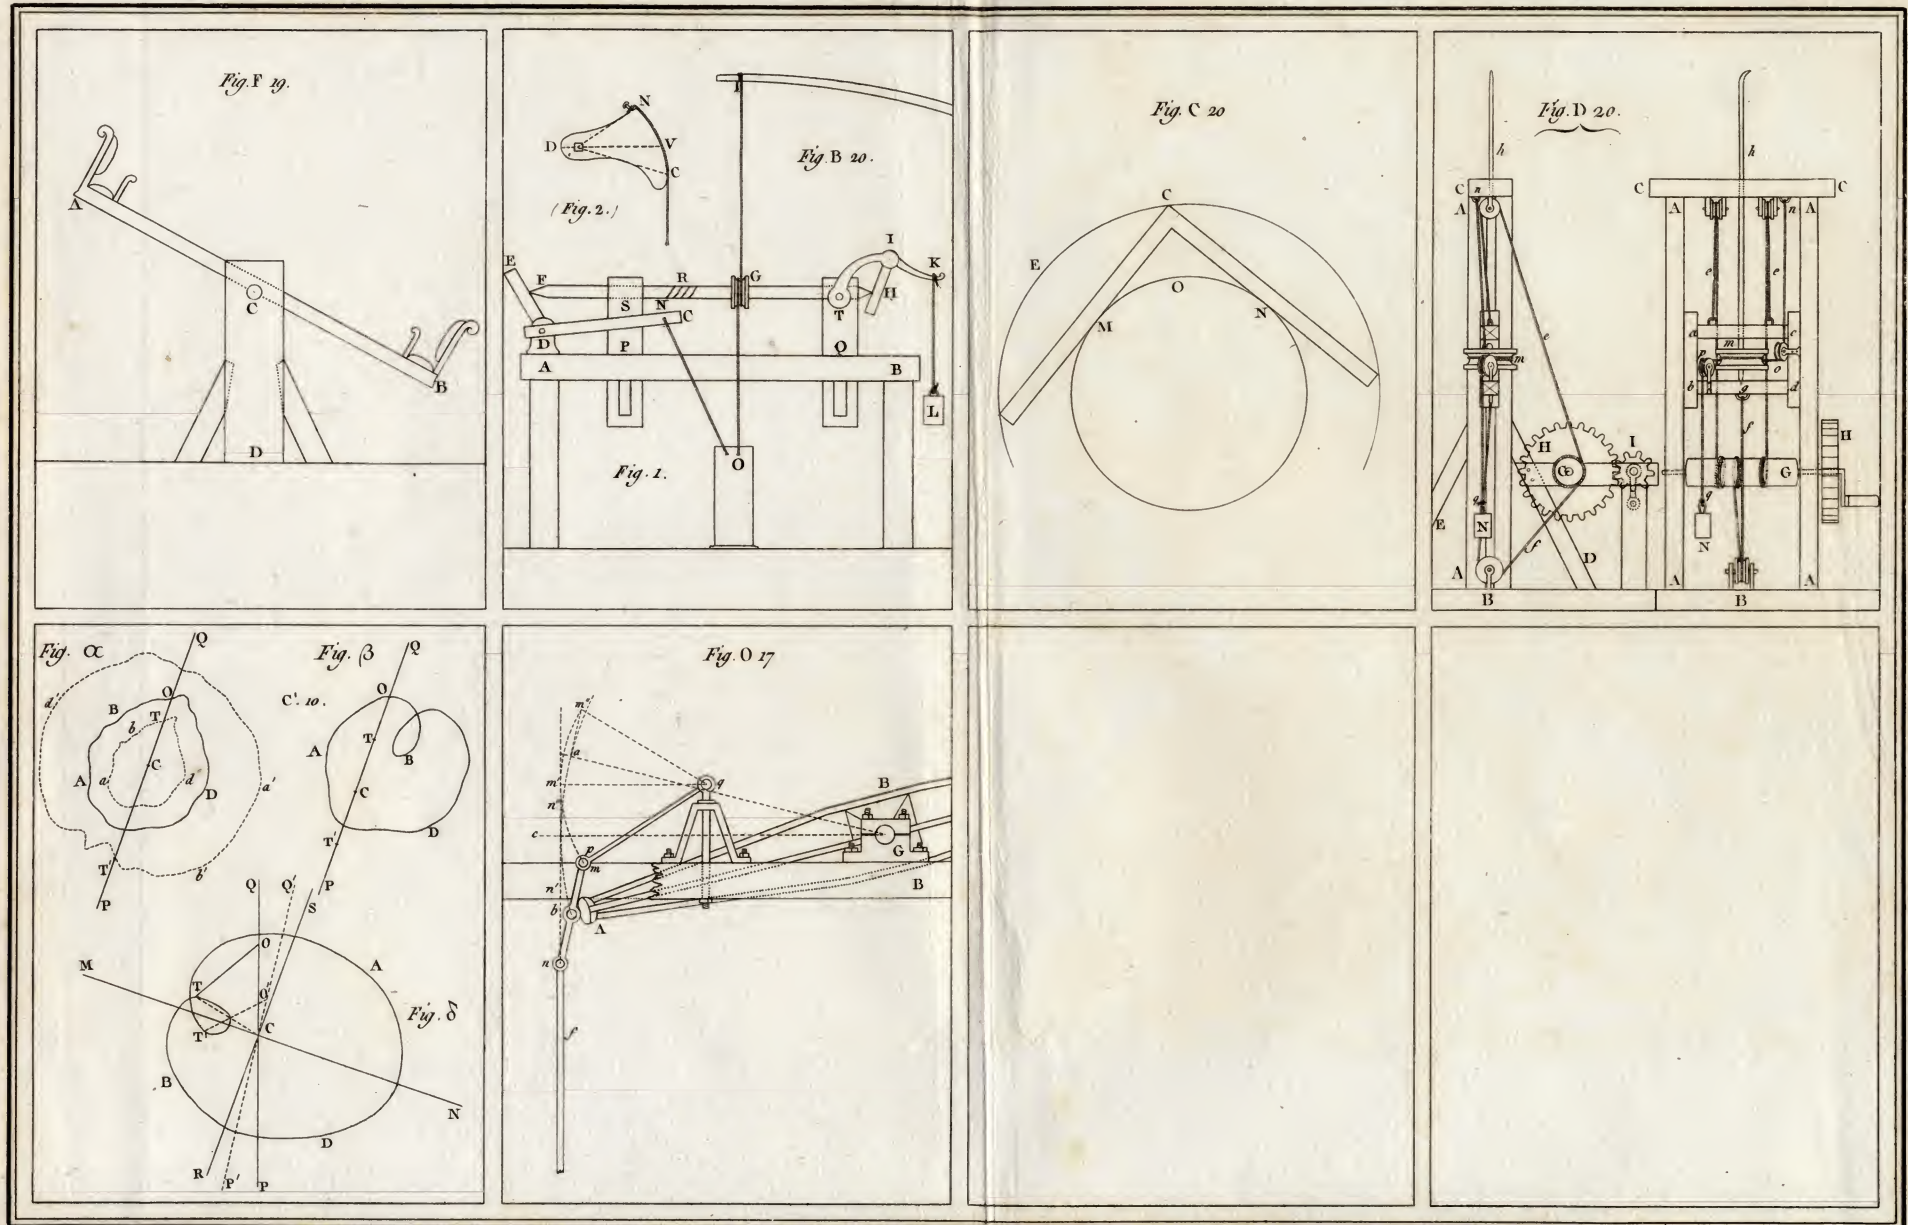 Fig. F 19.
A
C
B
D
N
D
V
C
(Fig. 2.)
I
Fig. B 20.
E
F
R
G
I
K
S
N
C
T
H
D
P
Q
A
B
L
O
Fig. 1.
Fig. C 20
C
E
O
M
N
Fig. D 20.
h
h
C
n
C
C
A
A
n
A
e
e
e
a
c
m
m
p
o
b
g
d
f
H
I
H
G
G
q
q
E
N
N
f
D
A
A
A
B
B
Fig. α
Q
d'
O
B
T
b
C
A
a
d
D
a'
T'
b'
P
Fig. β
Q
C'. 10.
O
T
A
B
C
T'
D
P
Q
Q'
S
M
O
A
T
O'
Fig. δ
T'
C
B
N
D
R
P'
P
Fig. O 17
m''
a
m'
q
B
n''
c
p
m
G
n'
b
A
B
n
f